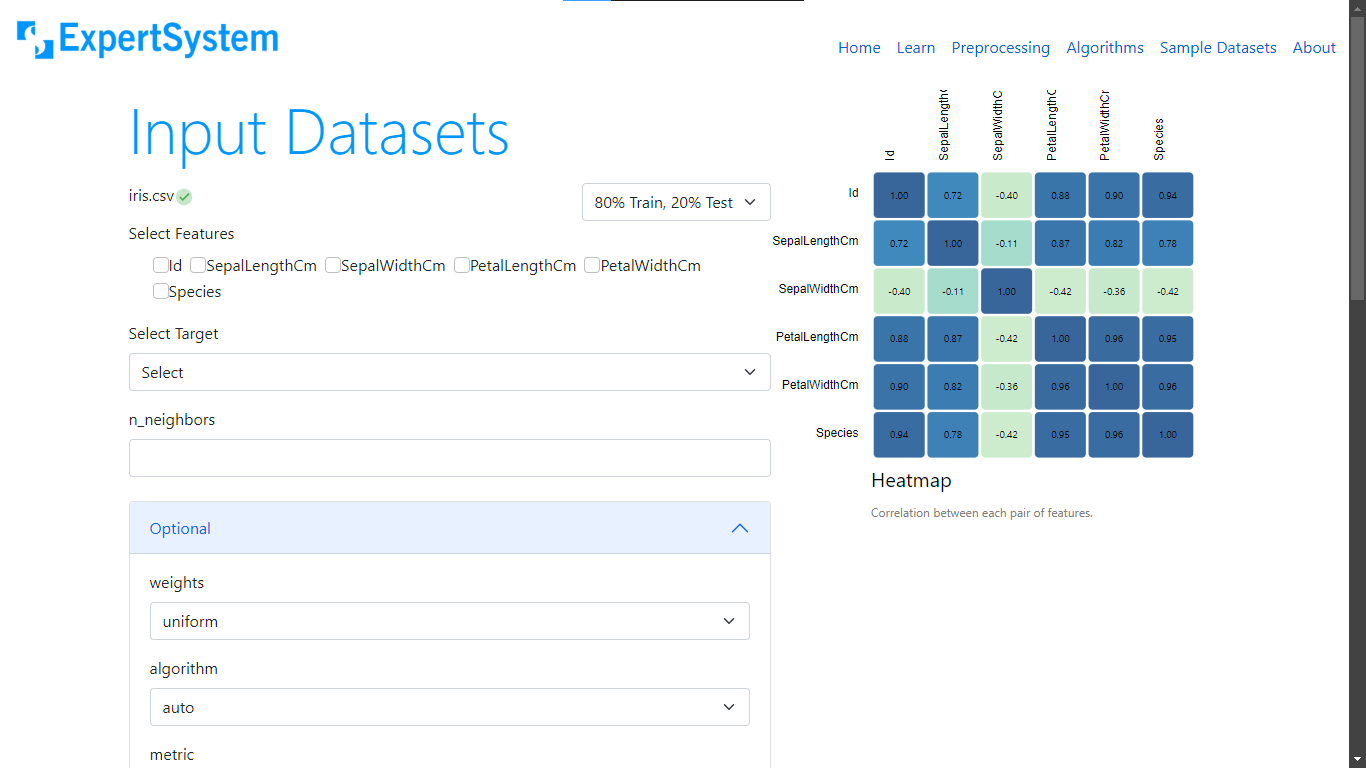 ExpertSystem
Home Learn Preprocessing Algorithms Sample Datasets About
Input Datasets
iris.csv
80% Train, 20% Test
Select Features
Id SepalLengthCm SepalWidthCm PetalLengthCm PetalWidthCm
Species
Select Target
Select
n_neighbors
Optional
weights
uniform
algorithm
auto
metric
Id SepalLengthC SepalWidthC PetalLengthC PetalWidthCr Species
Id 1.00 0.72 -0.40 0.88 0.90 0.94
SepalLengthCm 0.72 1.00 -0.11 0.87 0.82 0.78
SepalWidthCm -0.40 -0.11 1.00 -0.42 -0.36 -0.42
PetalLengthCm 0.88 0.87 -0.42 1.00 0.96 0.95
PetalWidthCm 0.90 0.82 -0.36 0.96 1.00 0.96
Species 0.94 0.78 -0.42 0.95 0.96 1.00
Heatmap
Correlation between each pair of features.